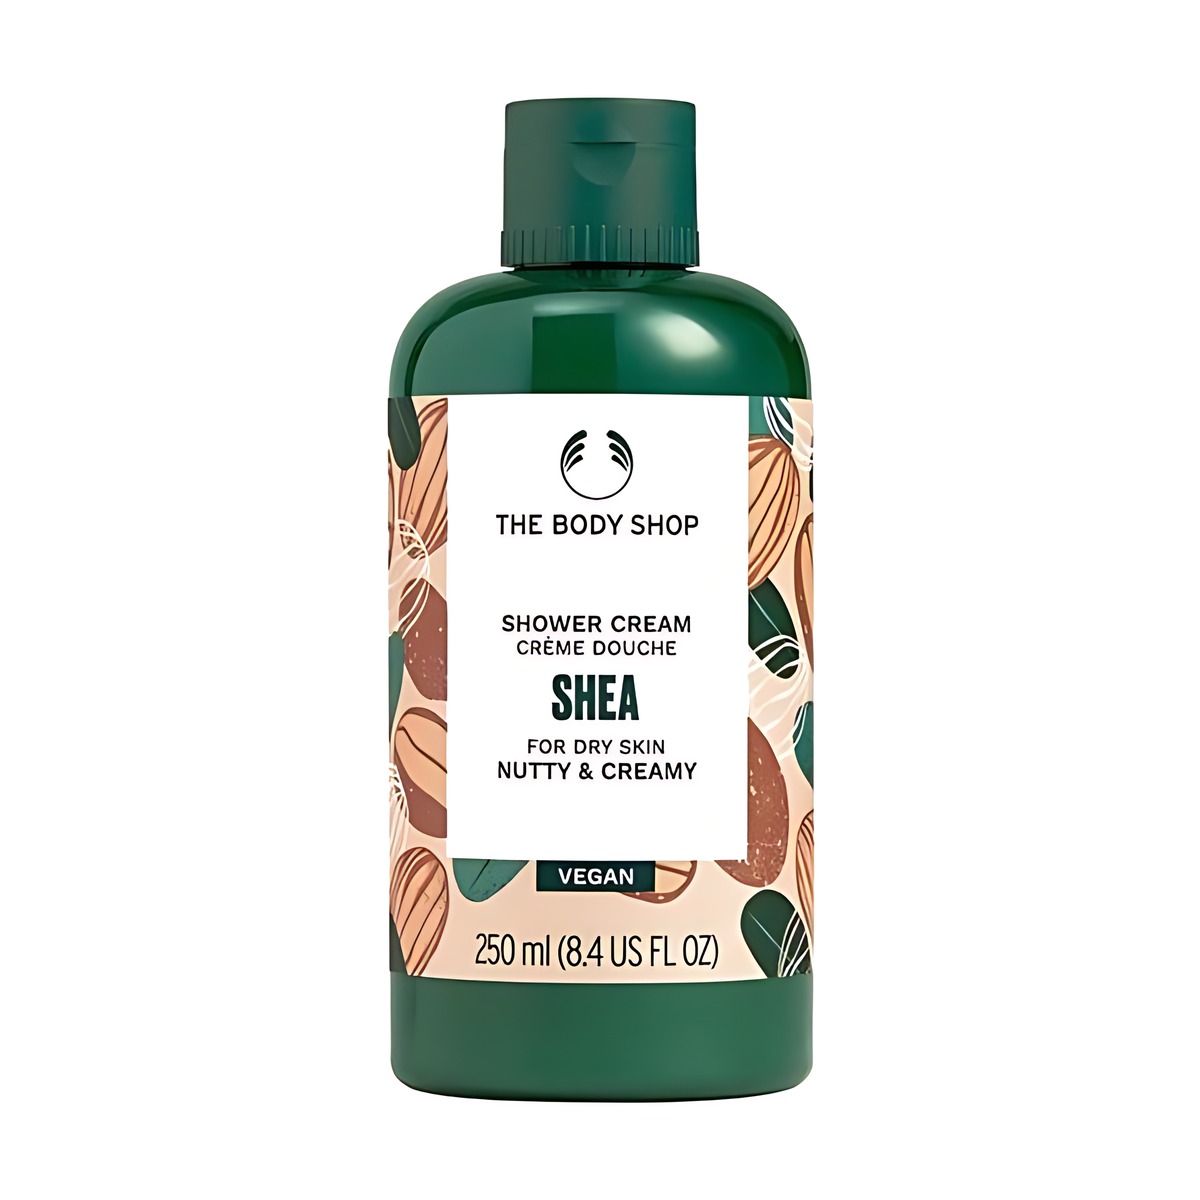 THE BODY SHOP
SHOWER CREAM
CRÈME DOUCHE
SHEA
FOR DRY SKIN
NUTTY & CREAMY
VEGAN
250 ml (8.4 US FL OZ)